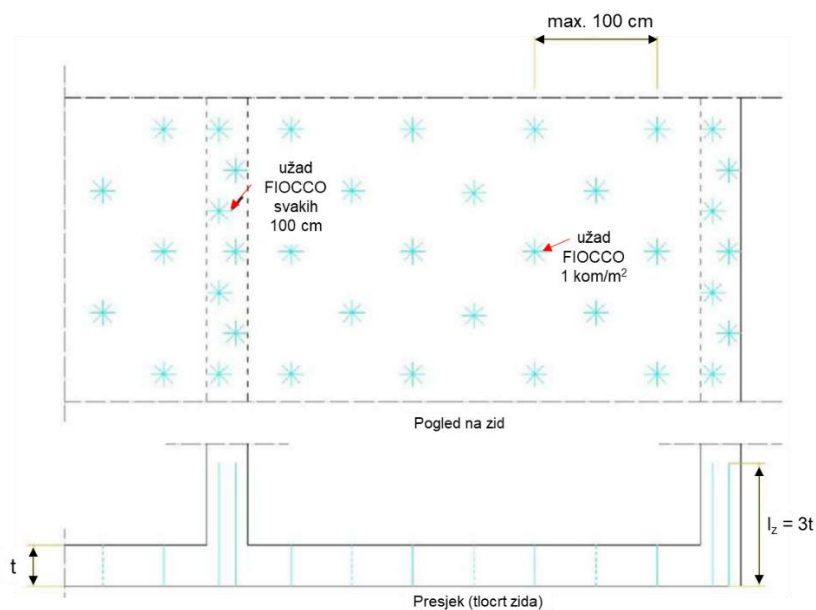 max. 100 cm
užad
FIOCCO
svakih
100 cm
užad
FIOCCO
1 kom/m²
Pogled na zid
t
l_z = 3t
Presjek (tlocrt zida)